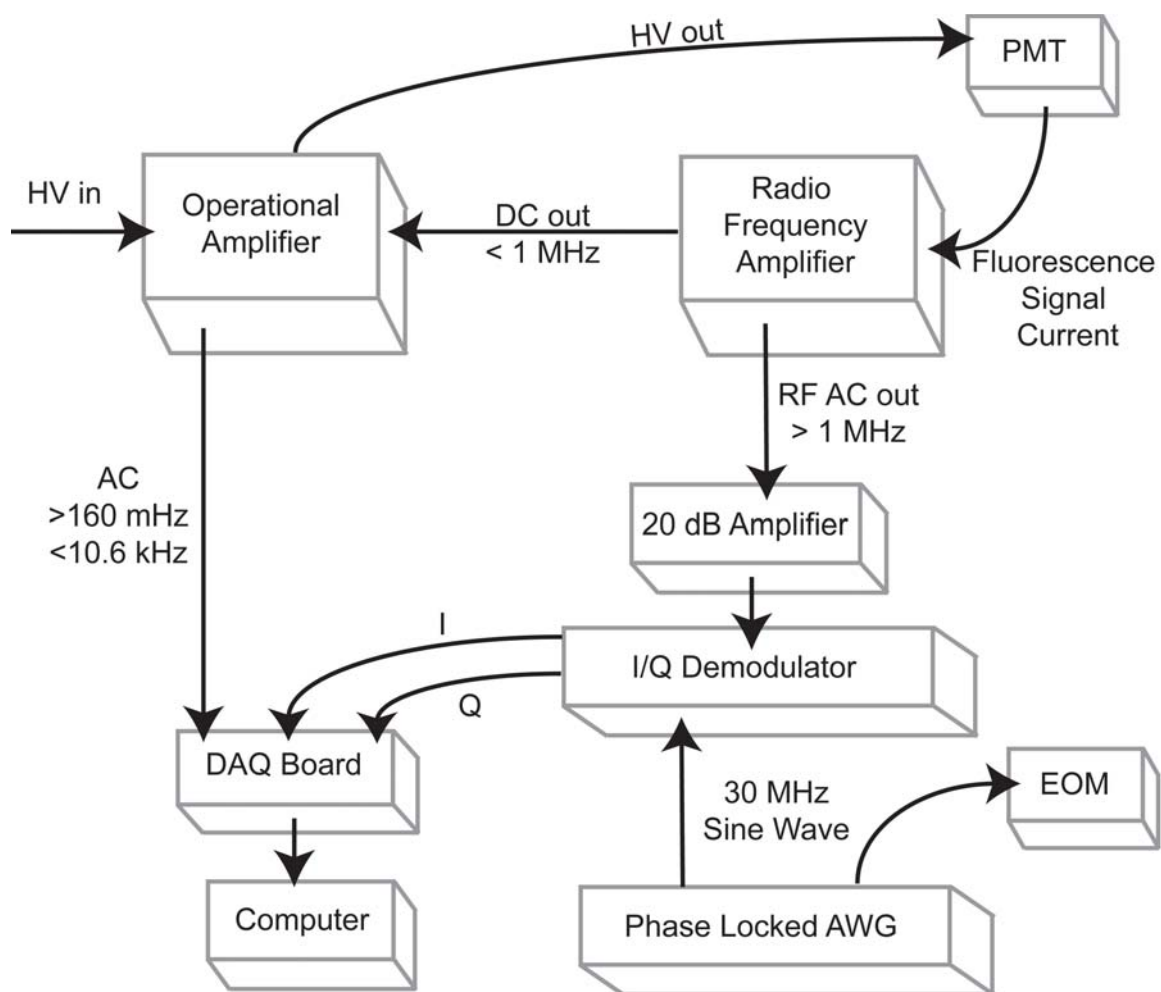 HV out
PMT
HV in
Operational
Amplifier
DC out
< 1 MHz
Radio
Frequency
Amplifier
Fluorescence
Signal
Current
RF AC out
> 1 MHz
AC
>160 mHz
<10.6 kHz
20 dB Amplifier
I
Q
I/Q Demodulator
DAQ Board
30 MHz
Sine Wave
EOM
Computer
Phase Locked AWG